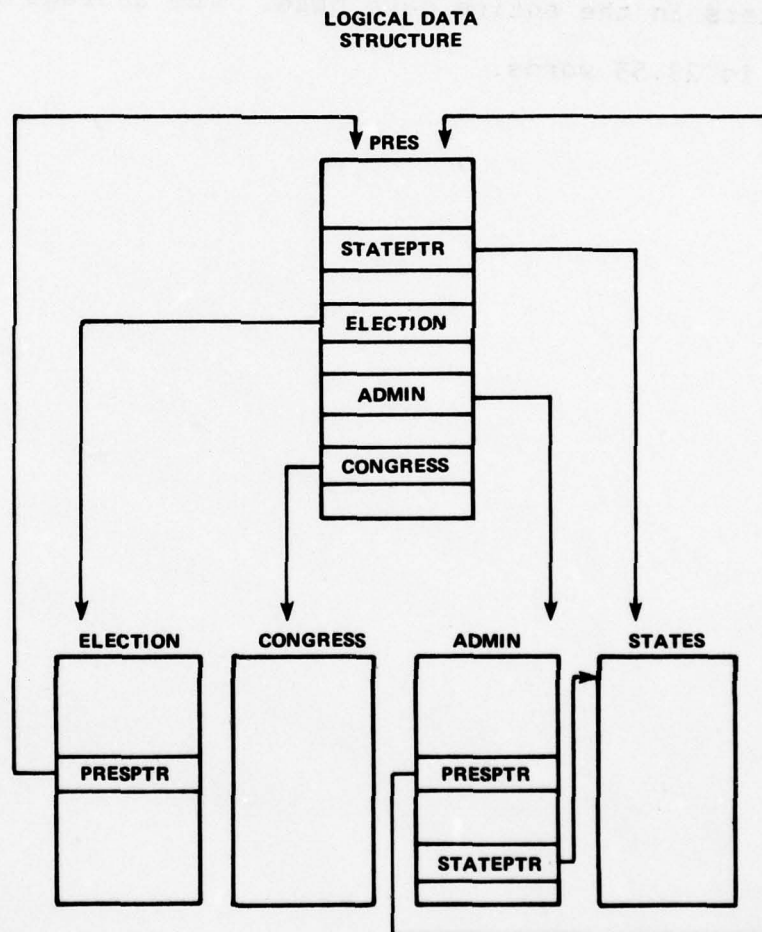 LOGICAL DATA
STRUCTURE
PRES
STATEPTR
ELECTION
ADMIN
CONGRESS
ELECTION CONGRESS ADMIN STATES
PRESPTR PRESPTR
STATEPTR